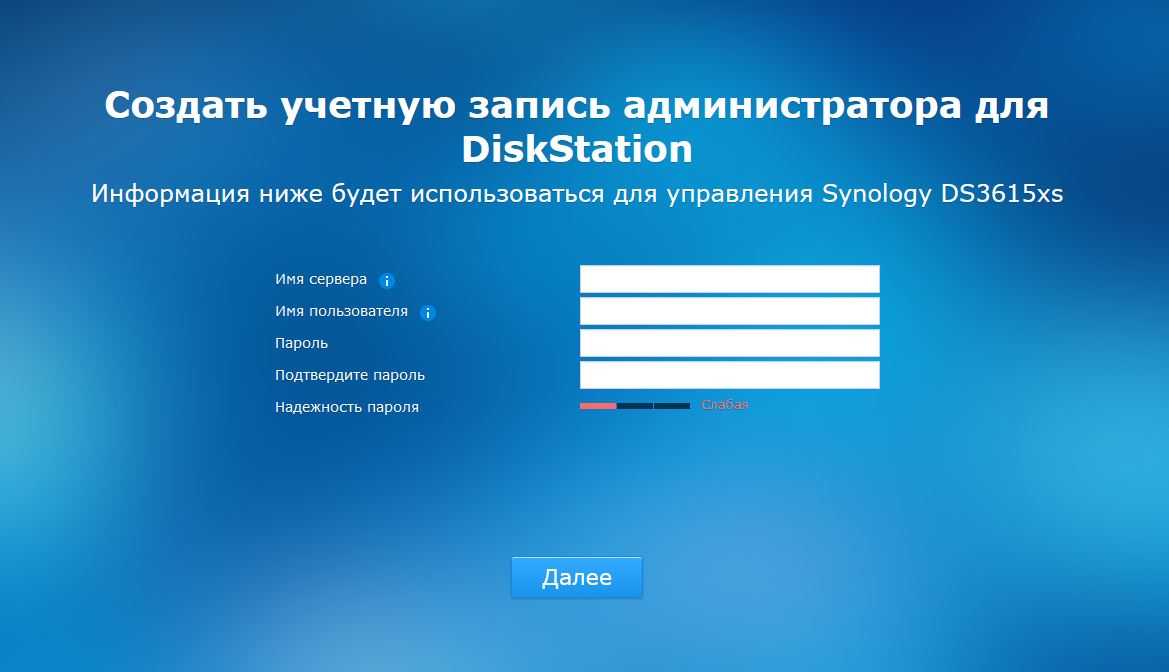 Создать учетную запись администратора для
DiskStation
Информация ниже будет использоваться для управления Synology DS3615xs
Имя сервера
Имя пользователя
Пароль
Подтвердите пароль
Надежность пароля Слабая
Далее